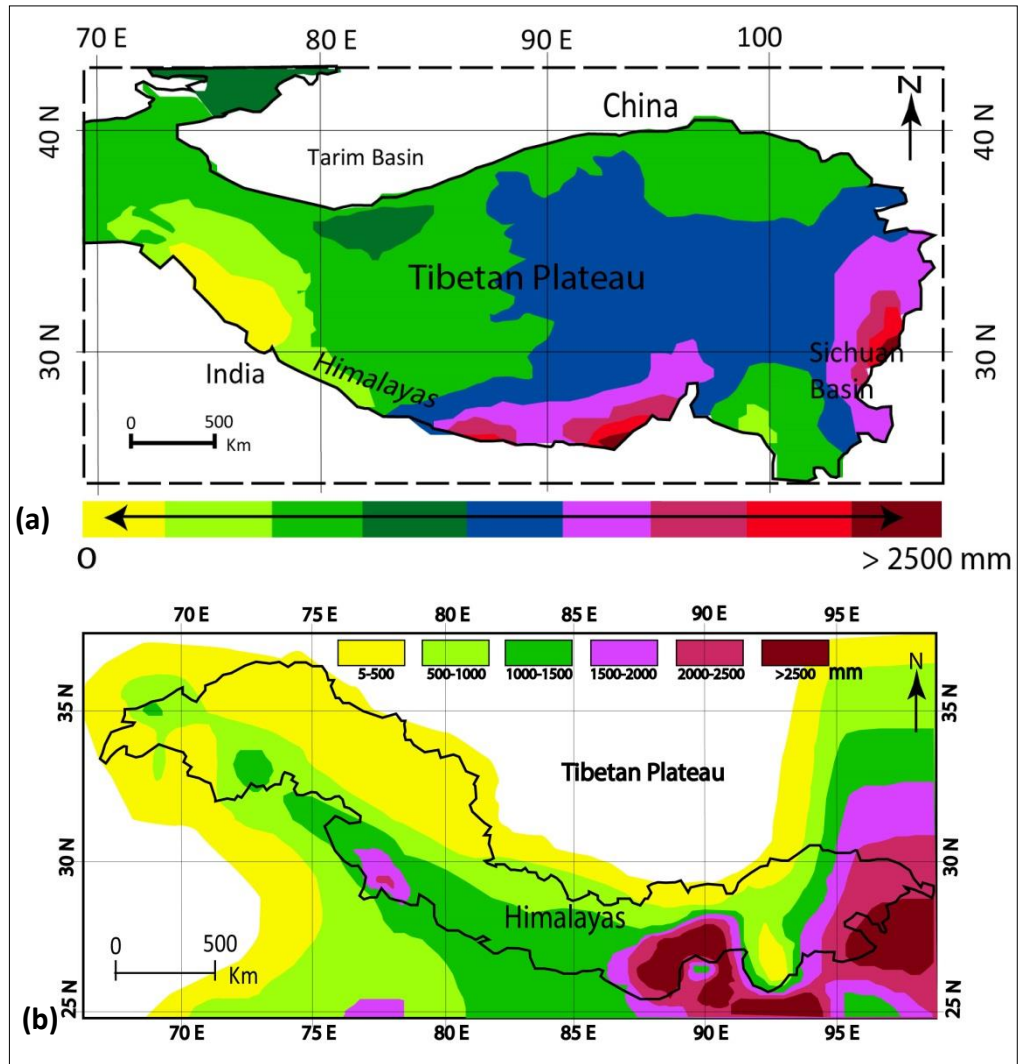 70 E 80 E 90 E 100
40 N 40 N
China
N
Tarim Basin
Tibetan Plateau
30 N 30 N
India
Himalayas
Sichuan
Basin
0 500
Km
(a)
0 > 2500 mm
70 E 75 E 80 E 85 E 90 E 95 E
5-500 500-1000 1000-1500 1500-2000 2000-2500 >2500 mm
N
35 N 35 N
Tibetan Plateau
30 N 30 N
Himalayas
0 500
Km
25 N 25 N
(b)
70 E 75 E 80 E 85 E 90 E 95 E